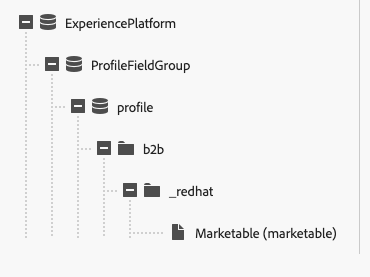 ExperiencePlatform
ProfileFieldGroup
profile
b2b
_redhat
Marketable (marketable)